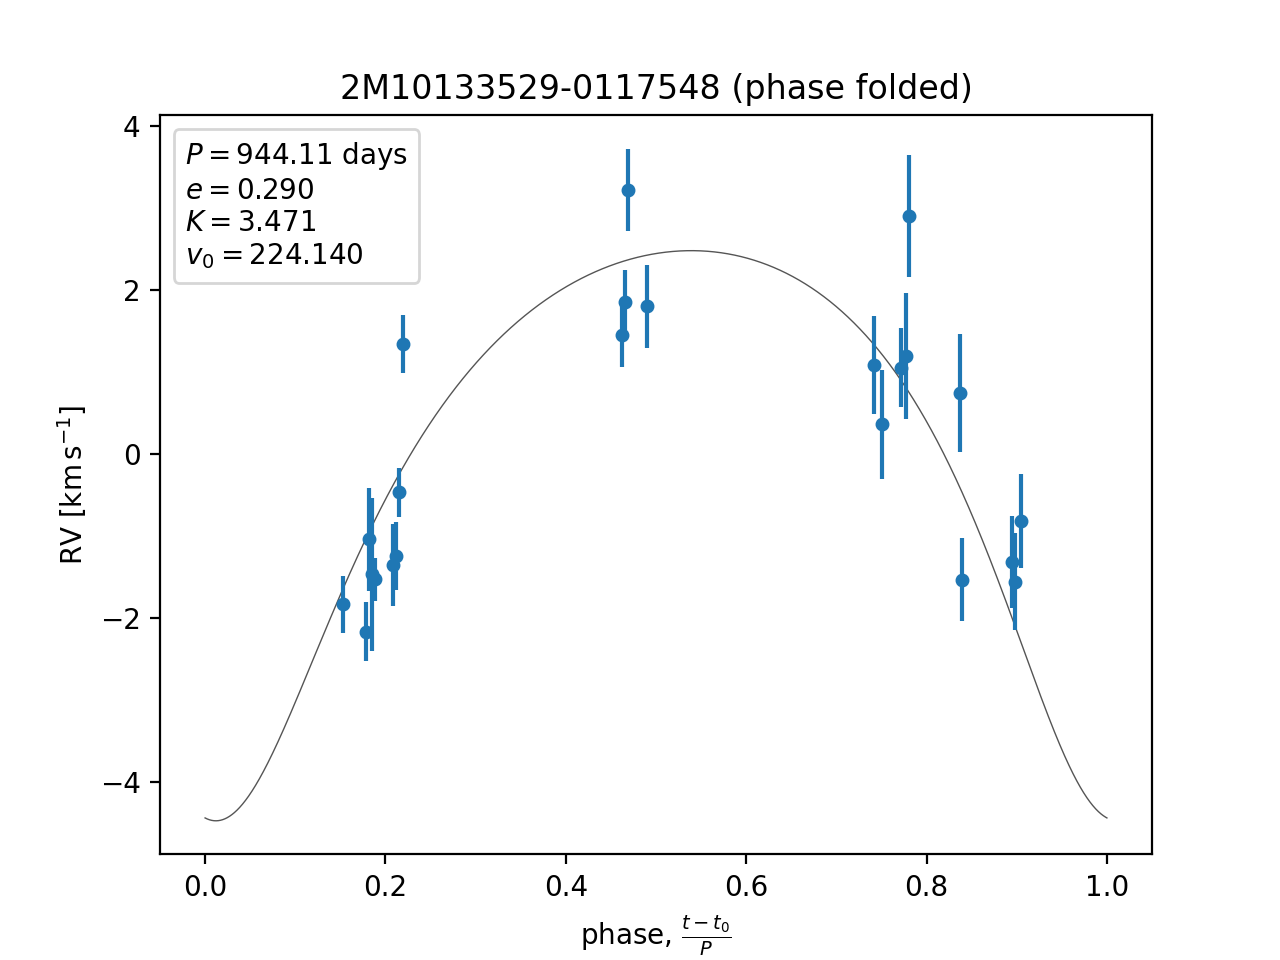 2M10133529-0117548 (phase folded)
P = 944.11 days
e = 0.290
K = 3.471
v₀ = 224.140
4
2
0
−2
−4
RV [km s⁻¹]
0.0 0.2 0.4 0.6 0.8 1.0
phase, (t − t₀)/P